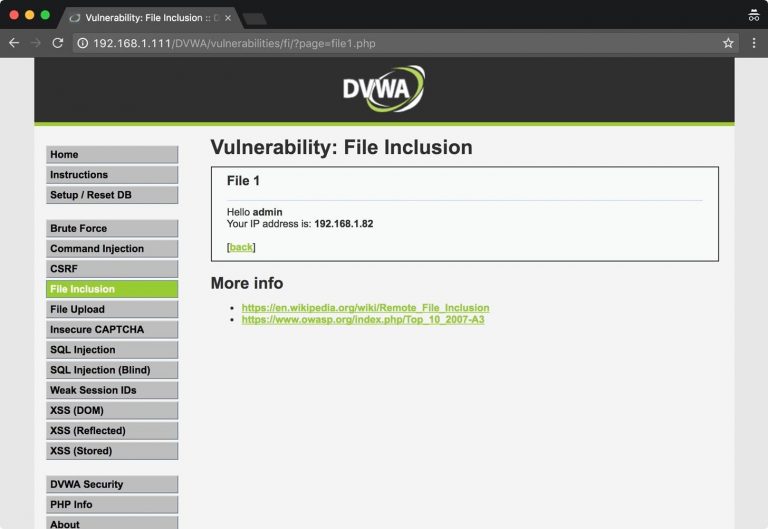 Vulnerability: File Inclusion :: D
192.168.1.111/DVWA/vulnerabilities/fi/?page=file1.php
DVWA
Home
Instructions
Setup / Reset DB
Brute Force
Command Injection
CSRF
File Inclusion
File Upload
Insecure CAPTCHA
SQL Injection
SQL Injection (Blind)
Weak Session IDs
XSS (DOM)
XSS (Reflected)
XSS (Stored)
DVWA Security
PHP Info
About
Vulnerability: File Inclusion
File 1
Hello admin
Your IP address is: 192.168.1.82
[back]
More info
https://en.wikipedia.org/wiki/Remote_File_Inclusion
https://www.owasp.org/index.php/Top_10_2007-A3